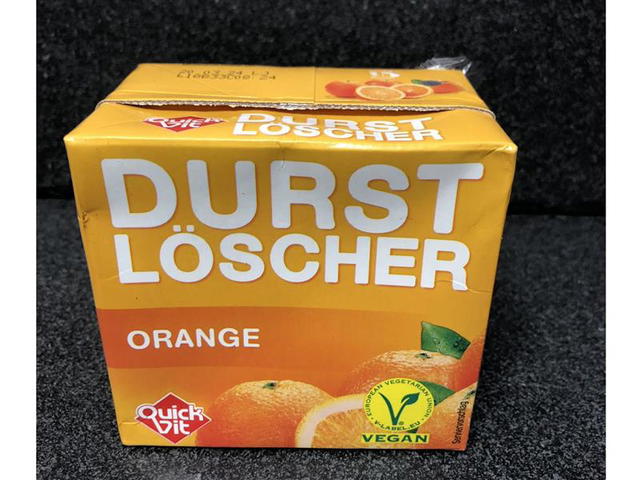 Quick
Vit
DURST
LÖSCHER
DURST
LÖSCHER
ORANGE
Quick
Vit
EUROPEAN VEGETARIAN UNION
V-LABEL.EU
VEGAN